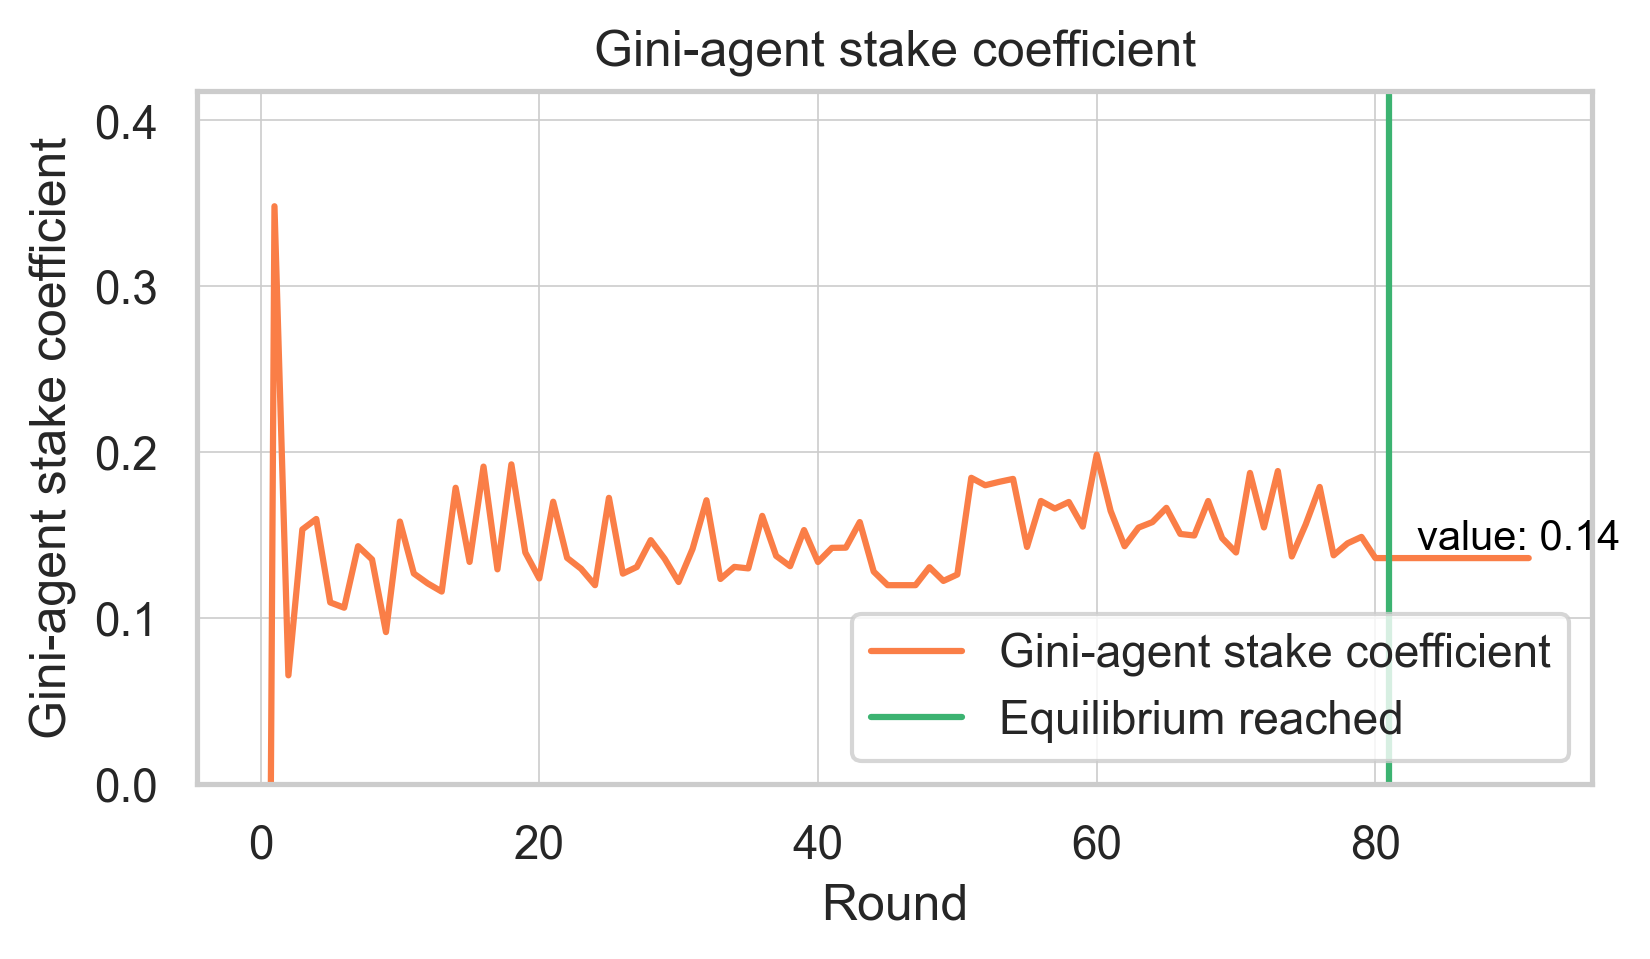 Gini-agent stake coefficient
Gini-agent stake coefficient
0.4
0.3
0.2
0.1
0.0
value: 0.14
Gini-agent stake coefficient
Equilibrium reached
0 20 40 60 80
Round